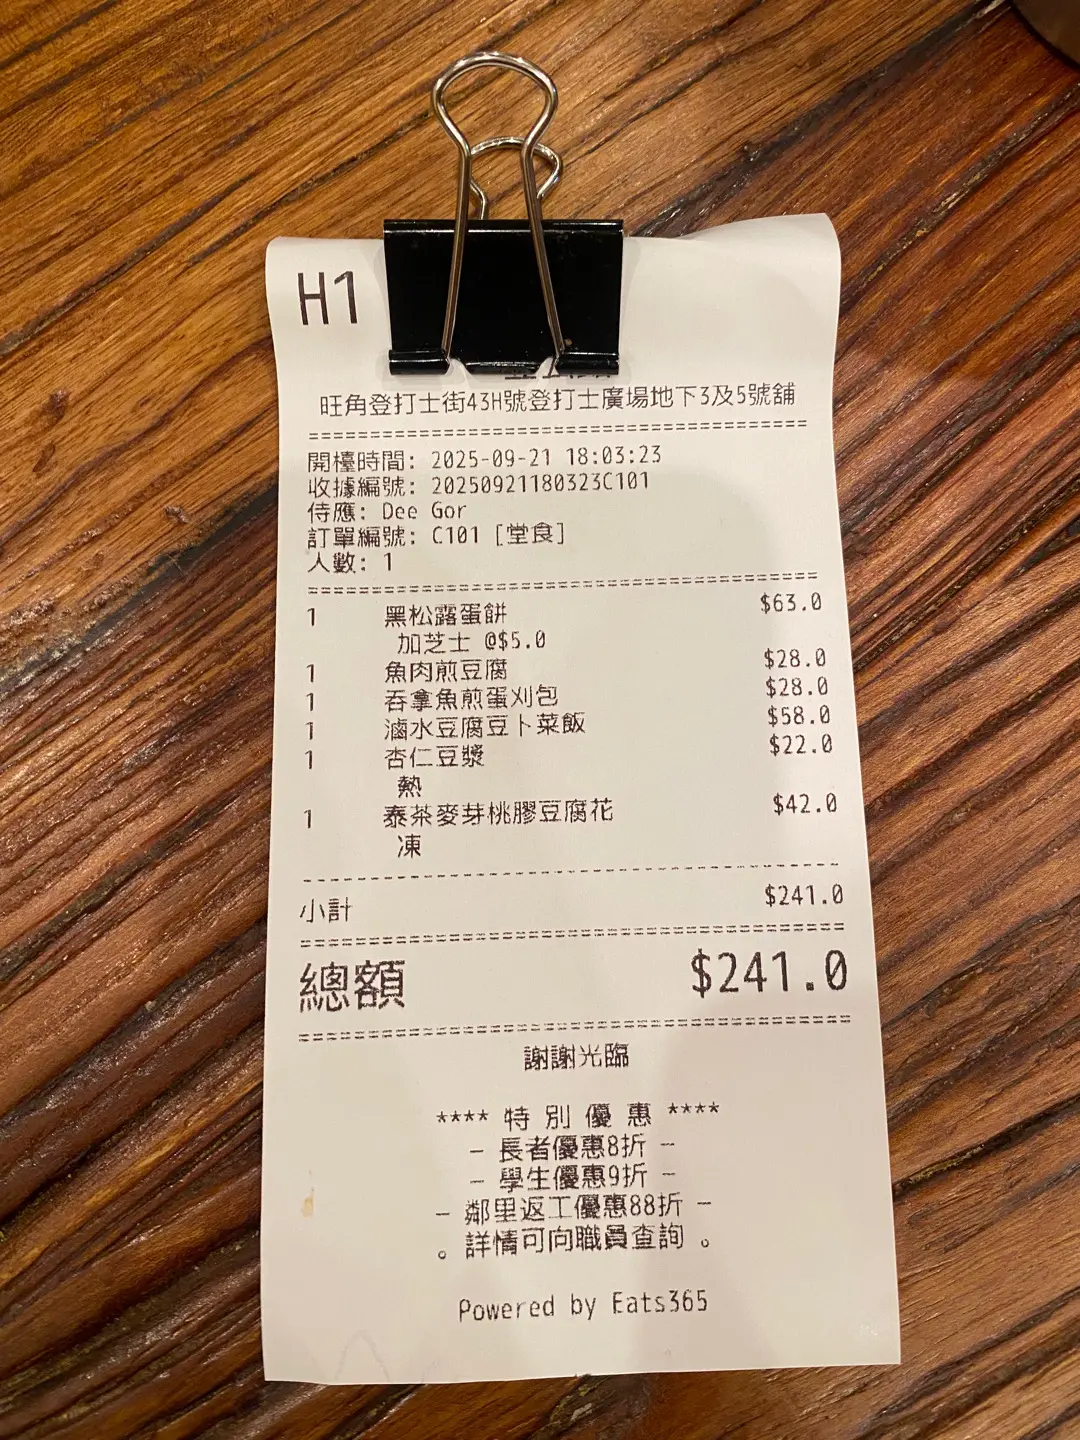 H1
旺角登打士街43H號登打士廣場地下3及5號舖
開檯時間: 2025-09-21 18:03:23
收據編號: 20250921180323C101
侍應: Dee Gor
訂單編號: C101 [堂食]
人數: 1
1 黑松露蛋餅 $63.0
加芝士 @$5.0
1 魚肉煎豆腐 $28.0
1 吞拿魚煎蛋刈包 $28.0
1 滷水豆腐豆卜菜飯 $58.0
1 杏仁豆漿 $22.0
熱
1 泰茶麥芽桃膠豆腐花 $42.0
凍
小計 $241.0
總額 $241.0
謝謝光臨
**** 特 別 優 惠 ****
- 長者優惠8折 -
- 學生優惠9折 -
- 鄰里返工優惠88折 -
。詳情可向職員查詢 。
Powered by Eats365